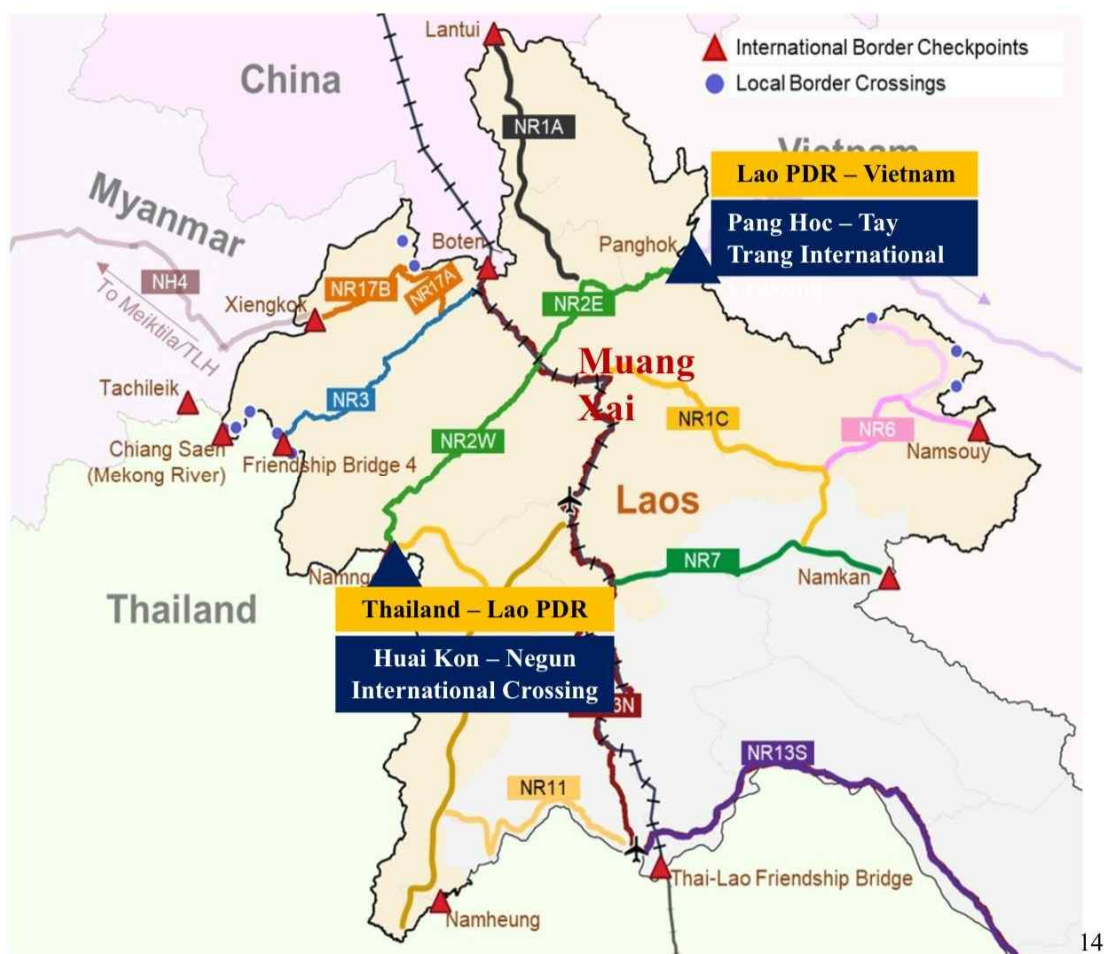 Lantui
International Border Checkpoints
Local Border Crossings
China
NR1A
Vietnam
Lao PDR – Vietnam
Pang Hoc – Tay
Trang International
Myanmar
Boten
Panghok
NH4
NR17B
NR17A
Xiengkok
NR2E
To Meiktila/TLH
Muang
Xai
Tachileik
NR3
NR1C
NR2W
NR6
Chiang Saen
(Mekong River)
Friendship Bridge 4
Namsouy
Laos
NR7
Namkan
Thailand
Thailand – Lao PDR
Huai Kon – Negun
International Crossing
NR13S
NR11
Thai-Lao Friendship Bridge
Namheung
14